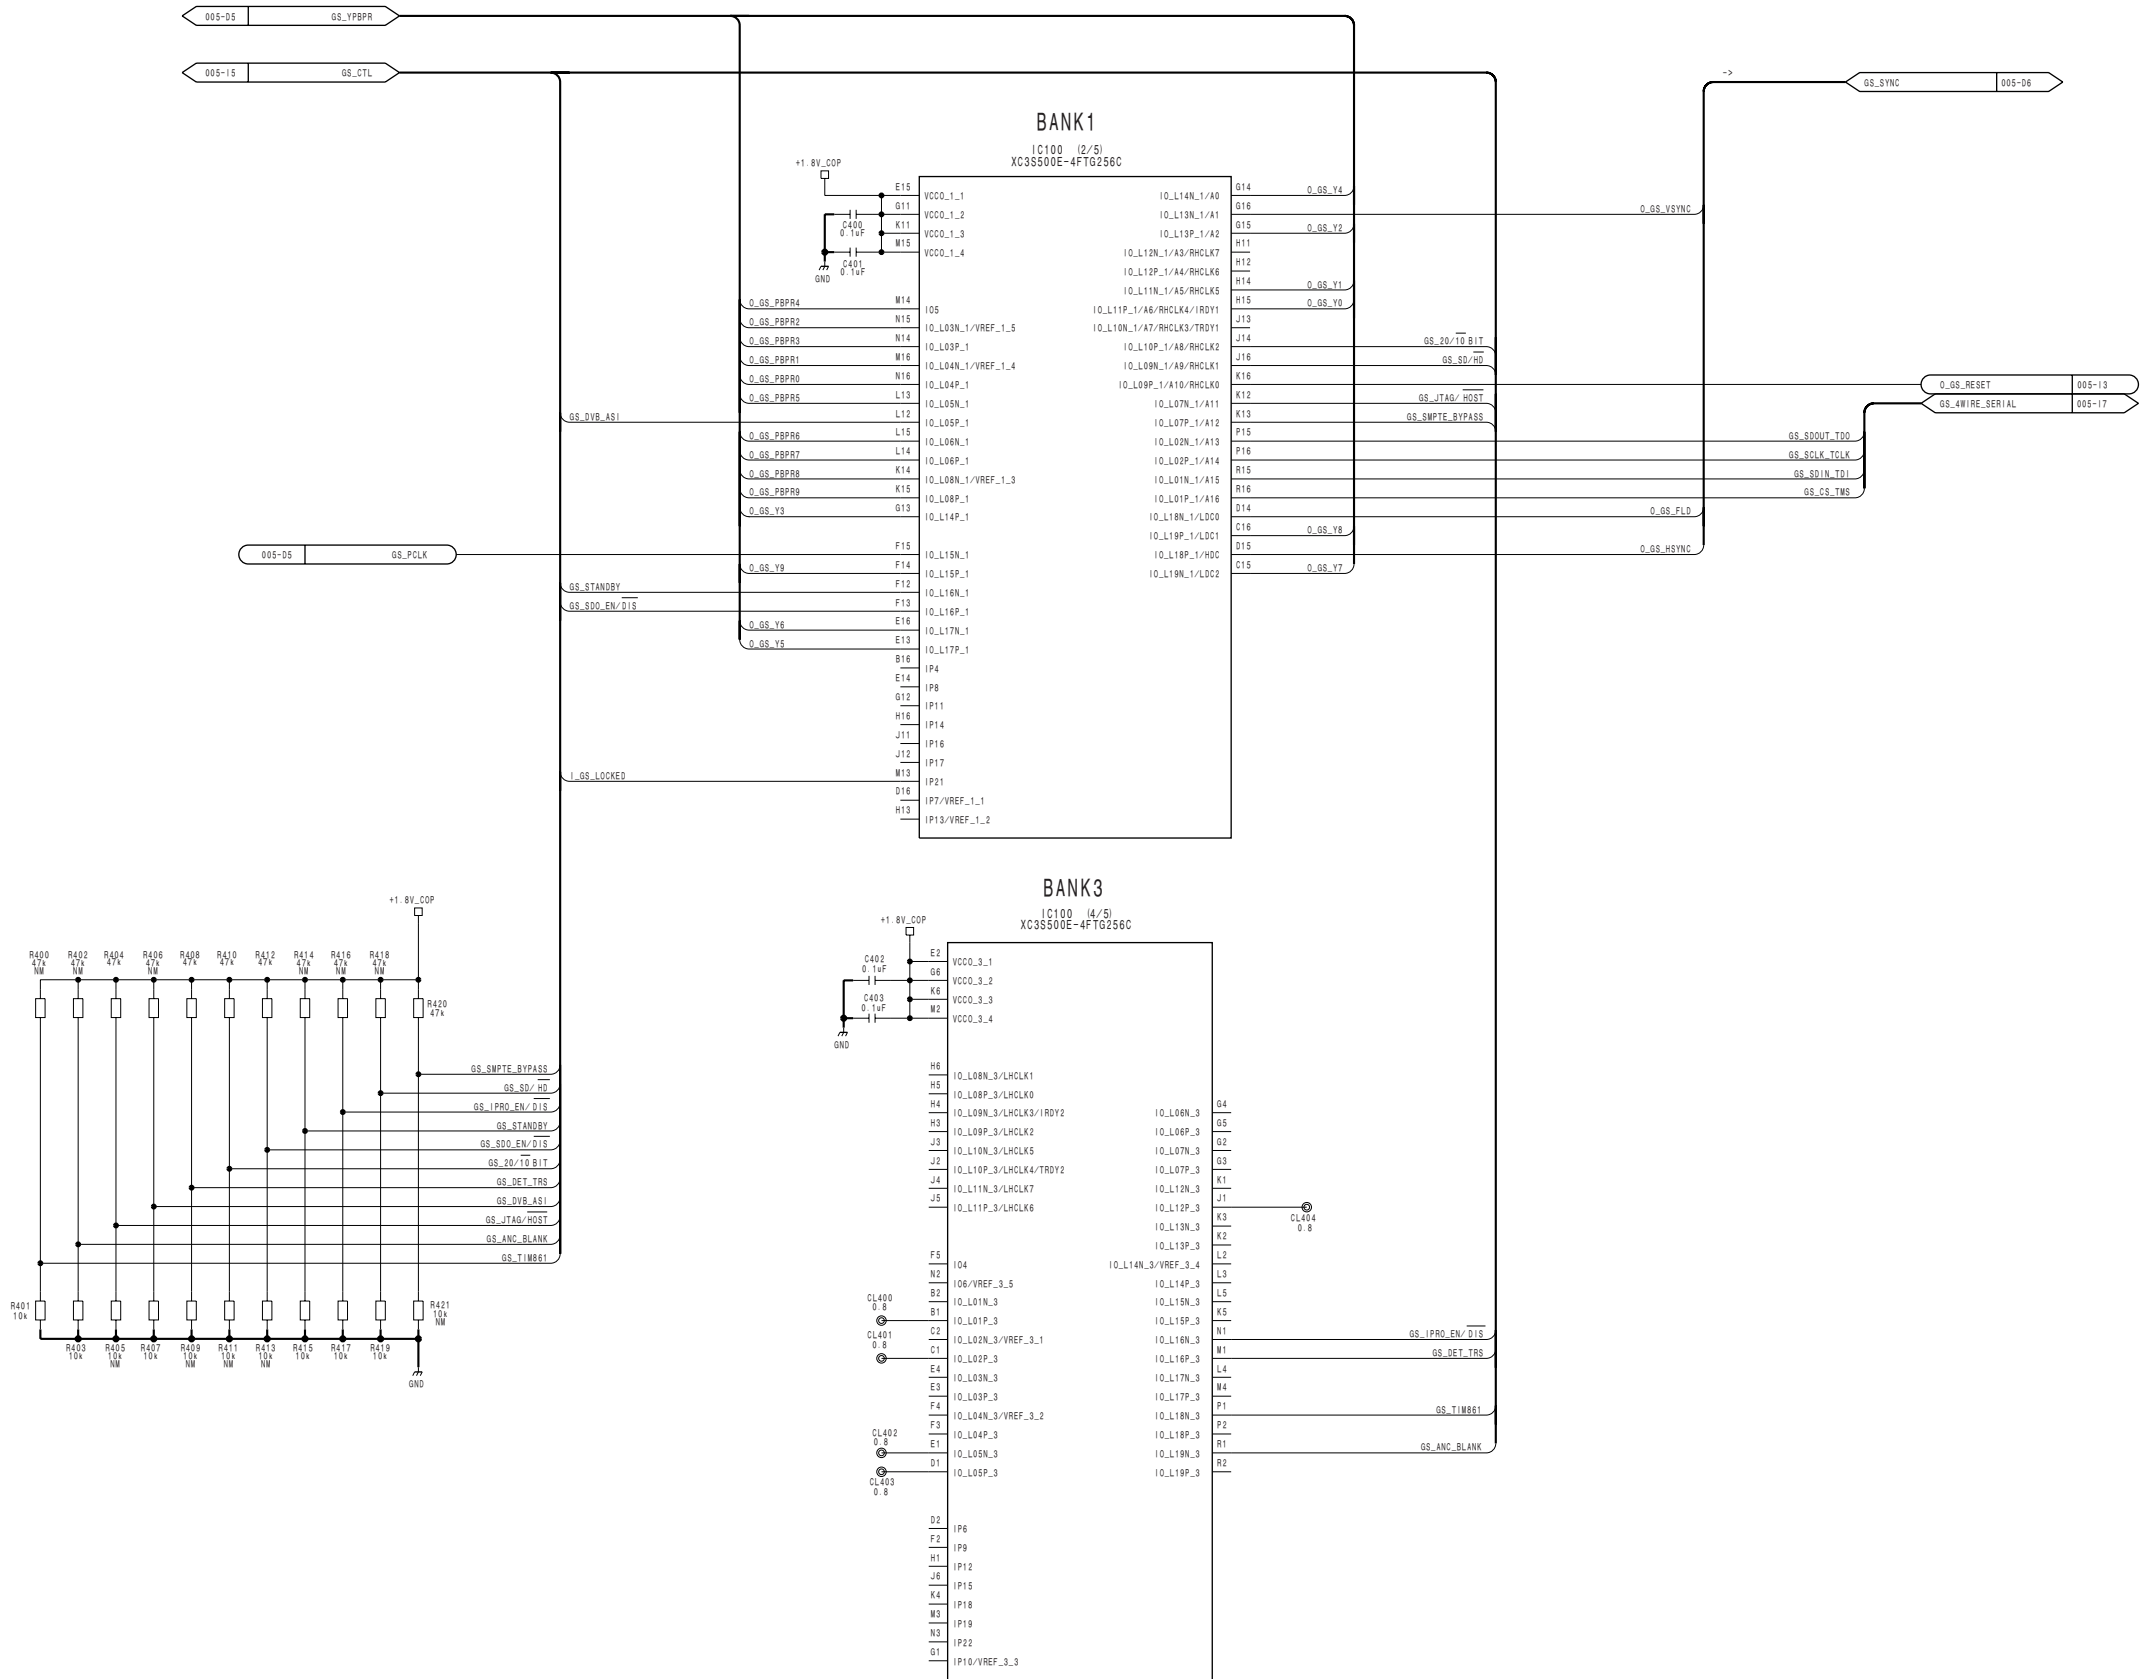 005-D5 GS_YPBPR
005-I5 GS_CTL
->
GS_SYNC 005-D6
BANK1
IC100 (2/5)
XC3S500E-4FTG256C
+1.8V_COP
C400
0.1uF
C401
0.1uF
GND
E15 VCCO_1_1
G11 VCCO_1_2
K11 VCCO_1_3
M15 VCCO_1_4
O_GS_PBPR4 M14 IO5
O_GS_PBPR2 N15 IO_L03N_1/VREF_1_5
O_GS_PBPR3 N14 IO_L03P_1
O_GS_PBPR1 M16 IO_L04N_1/VREF_1_4
O_GS_PBPR0 N16 IO_L04P_1
O_GS_PBPR5 L13 IO_L05N_1
GS_DVB_ASI L12 IO_L05P_1
O_GS_PBPR6 L15 IO_L06N_1
O_GS_PBPR7 L14 IO_L06P_1
O_GS_PBPR8 K14 IO_L08N_1/VREF_1_3
O_GS_PBPR9 K15 IO_L08P_1
O_GS_Y3 G13 IO_L14P_1
005-D5 GS_PCLK F15 IO_L15N_1
O_GS_Y9 F14 IO_L15P_1
GS_STANDBY F12 IO_L16N_1
GS_SDO_EN/DIS F13 IO_L16P_1
O_GS_Y6 E16 IO_L17N_1
O_GS_Y5 E13 IO_L17P_1
B16 IP4
E14 IP8
G12 IP11
H16 IP14
J11 IP16
J12 IP17
I_GS_LOCKED M13 IP21
D16 IP7/VREF_1_1
H13 IP13/VREF_1_2
IO_L14N_1/A0 G14 O_GS_Y4
IO_L13N_1/A1 G16 O_GS_VSYNC
IO_L13P_1/A2 G15 O_GS_Y2
IO_L12N_1/A3/RHCLK7 H11
IO_L12P_1/A4/RHCLK6 H12
IO_L11N_1/A5/RHCLK5 H14 O_GS_Y1
IO_L11P_1/A6/RHCLK4/IRDY1 H15 O_GS_Y0
IO_L10N_1/A7/RHCLK3/TRDY1 J13
IO_L10P_1/A8/RHCLK2 J14 GS_20/10 BIT
IO_L09N_1/A9/RHCLK1 J16 GS_SD/HD
IO_L09P_1/A10/RHCLK0 K16 O_GS_RESET 005-I3
IO_L07N_1/A11 K12 GS_JTAG/ HOST
GS_4WIRE_SERIAL 005-I7
IO_L07P_1/A12 K13 GS_SMPTE_BYPASS
IO_L02N_1/A13 P15 GS_SDOUT_TDO
IO_L02P_1/A14 P16 GS_SCLK_TCLK
IO_L01N_1/A15 R15 GS_SDIN_TDI
IO_L01P_1/A16 R16 GS_CS_TMS
IO_L18N_1/LDC0 D14 O_GS_FLD
IO_L19P_1/LDC1 C16 O_GS_Y8
IO_L18P_1/HDC D15 O_GS_HSYNC
IO_L19N_1/LDC2 C15 O_GS_Y7
+1.8V_COP
R400 R402 R404 R406 R408 R410 R412 R414 R416 R418
47k 47k 47k 47k 47k 47k 47k 47k 47k 47k
NM NM NM NM NM NM
R420
47k
GS_SMPTE_BYPASS
GS_SD/ HD
GS_IPRO_EN/DIS
GS_STANDBY
GS_SDO_EN/DIS
GS_20/10 BIT
GS_DET_TRS
GS_DVB_ASI
GS_JTAG/HOST
GS_ANC_BLANK
GS_TIM861
R401
10k
R421
10k
NM
R403 R405 R407 R409 R411 R413 R415 R417 R419
10k 10k 10k 10k 10k 10k 10k 10k 10k
NM NM NM NM
GND
BANK3
IC100 (4/5)
XC3S500E-4FTG256C
+1.8V_COP
C402
0.1uF
C403
0.1uF
GND
E2 VCCO_3_1
G6 VCCO_3_2
K6 VCCO_3_3
M2 VCCO_3_4
H6 IO_L08N_3/LHCLK1
H5 IO_L08P_3/LHCLK0
H4 IO_L09N_3/LHCLK3/IRDY2
H3 IO_L09P_3/LHCLK2
J3 IO_L10N_3/LHCLK5
J2 IO_L10P_3/LHCLK4/TRDY2
J4 IO_L11N_3/LHCLK7
J5 IO_L11P_3/LHCLK6
F5 IO4
N2 IO6/VREF_3_5
B2 IO_L01N_3
CL400
0.8
B1 IO_L01P_3
C2 IO_L02N_3/VREF_3_1
CL401
0.8
C1 IO_L02P_3
E4 IO_L03N_3
E3 IO_L03P_3
F4 IO_L04N_3/VREF_3_2
F3 IO_L04P_3
CL402
0.8
E1 IO_L05N_3
D1 IO_L05P_3
CL403
0.8
D2 IP6
F2 IP9
H1 IP12
J6 IP15
K4 IP18
M3 IP19
N3 IP22
G1 IP10/VREF_3_3
IO_L06N_3 G4
IO_L06P_3 G5
IO_L07N_3 G2
IO_L07P_3 G3
IO_L12N_3 K1
IO_L12P_3 J1
CL404
0.8
IO_L13N_3 K3
IO_L13P_3 K2
IO_L14N_3/VREF_3_4 L2
IO_L14P_3 L3
IO_L15N_3 L5
IO_L15P_3 K5
IO_L16N_3 N1 GS_IPRO_EN/DIS
IO_L16P_3 M1 GS_DET_TRS
IO_L17N_3 L4
IO_L17P_3 M4
IO_L18N_3 P1 GS_TIM861
IO_L18P_3 P2
IO_L19N_3 R1 GS_ANC_BLANK
IO_L19P_3 R2